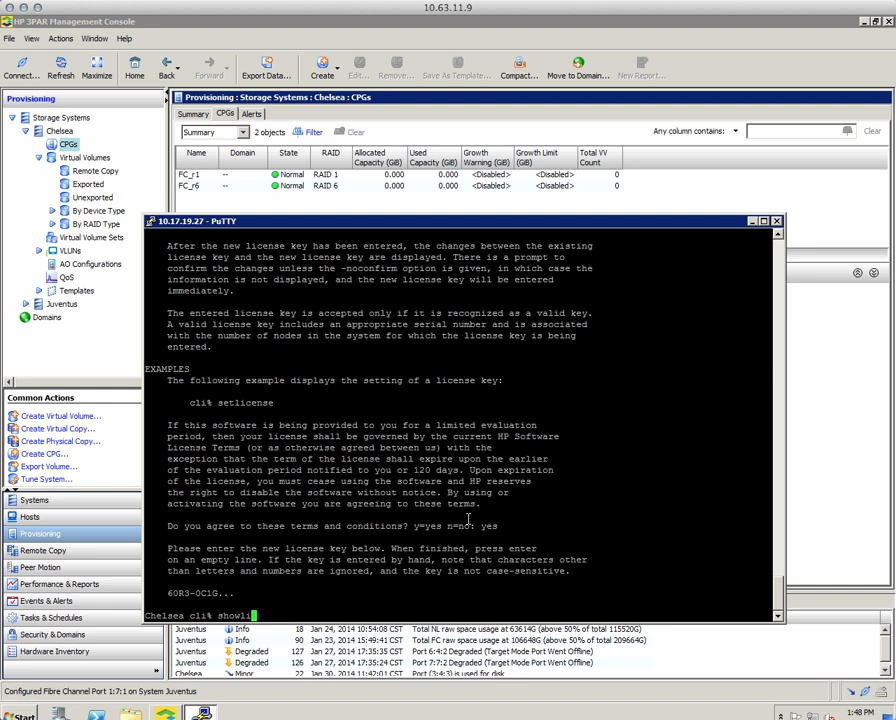 10.63.11.9
HP 3PAR Management Console
File View Actions Window Help
Connect... Refresh Maximize Home Back Forward Export Data... Create Edit... Remove... Save As Template... Compact... Move to Domain... New Report...
Provisioning
Storage Systems
Chelsea
CPGs
Virtual Volumes
Remote Copy
Exported
Unexported
By Device Type
By RAID Type
Virtual Volume Sets
VLUNs
AO Configurations
QoS
Templates
Juventus
Domains
Provisioning : Storage Systems : Chelsea : CPGs
Summary CPGs Alerts
Summary 2 objects Filter Clear Any column contains: Clear
Name Domain State RAID Allocated Capacity (GB) Used Capacity (GB) Growth Warning (GB) Growth Limit (GB) Total VV Count
FC_r1 -- Normal RAID 1 0.000 0.000 <Disabled> <Disabled> 0
FC_r6 -- Normal RAID 6 0.000 0.000 <Disabled> <Disabled> 0
10.17.19.27 - PuTTY
After the new license key has been entered, the changes between the existing
license key and the new license key are displayed. There is a prompt to
confirm the changes unless the -noconfirm option is given, in which case the
information is not displayed, and the new license key will be entered
immediately.
The entered license key is accepted only if it is recognized as a valid key.
A valid license key includes an appropriate serial number and is associated
with the number of nodes in the system for which the license key is being
entered.
EXAMPLES
The following example displays the setting of a license key:
cli% setlicense
If this software is being provided to you for a limited evaluation
period, then your license shall be governed by the current HP Software
License Terms (or as otherwise agreed between us) with the
exception that the term of the license shall expire upon the earlier
of the evaluation period notified to you or 120 days. Upon expiration
of the license, you must cease using the software and HP reserves
the right to disable the software without notice. By using or
activating the software you are agreeing to these terms.
Do you agree to these terms and conditions? y=yes n=no: yes
Please enter the new license key below. When finished, press enter
on an empty line. If the key is entered by hand, note that characters other
than letters and numbers are ignored, and the key is not case-sensitive.
60R3-0C1G...
Chelsea cli% showli
Common Actions
Create Virtual Volume...
Create Virtual Copy...
Create Physical Copy...
Create CPG...
Export Volume...
Tune System...
Systems
Hosts
Provisioning
Remote Copy
Peer Motion
Performance & Reports
Events & Alerts
Tasks & Schedules
Security & Domains
Hardware Inventory
Juventus Info 18 Jan 24, 2014 10:54:08 CST Total NL raw space usage at 63614G (above 50% of total 115520G)
Juventus Info 90 Jan 23, 2014 15:49:41 CST Total FC raw space usage at 106648G (above 50% of total 209664G)
Juventus Degraded 127 Jan 27, 2014 17:35:24 CST Port 6:4:2 Degraded (Target Mode Port Went Offline)
Juventus Degraded 126 Jan 27, 2014 17:35:25 CST Port 7:7:2 Degraded (Target Mode Port Went Offline)
Chelsea Minor 22 Jan 30, 2014 11:42:01 CST Port (3:4:3) is used for disk
Configured Fibre Channel Port 1:7:1 on System Juventus
Start 1:48 PM